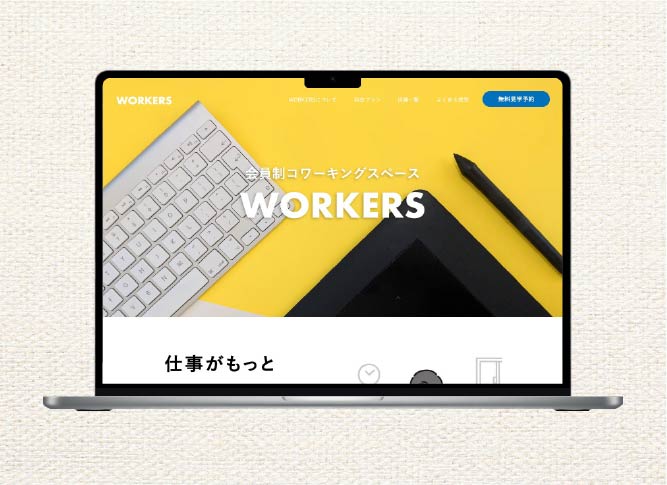 WORKERS
WORKERSについて
料金プラン
店舗一覧
よくある質問
無料見学予約
会員制コワーキングスペース
WORKERS
仕事がもっと